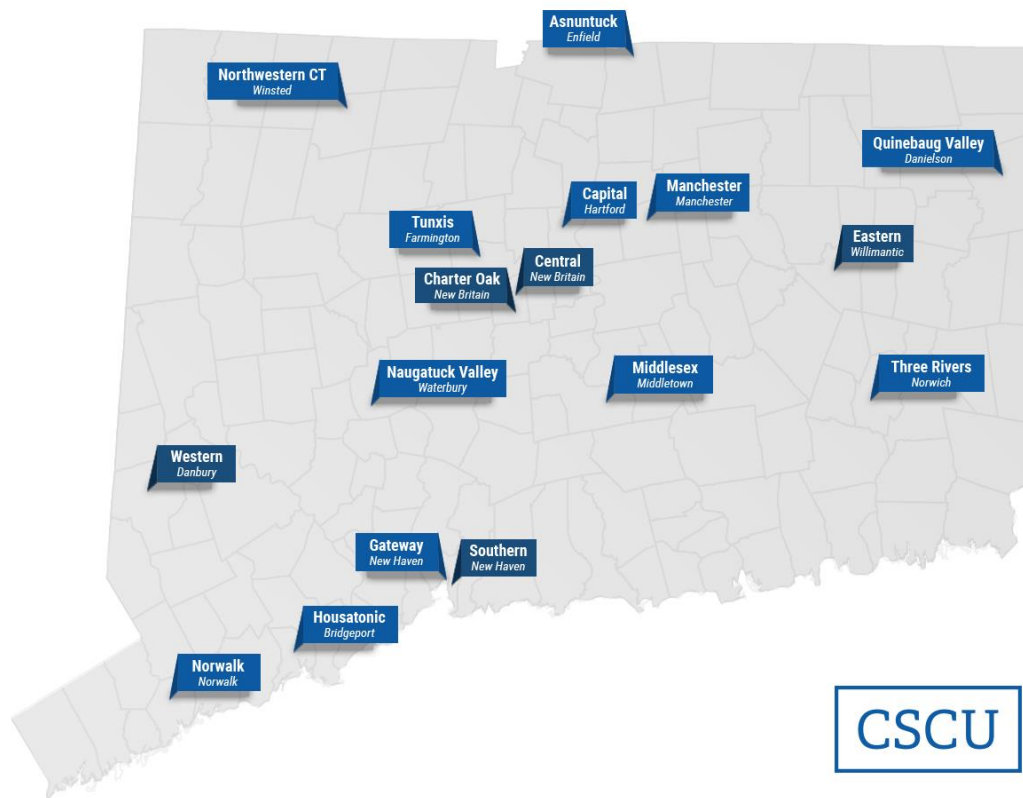 Asnuntuck
Enfield
Northwestern CT
Winsted
Quinebaug Valley
Danielson
Capital
Hartford
Manchester
Manchester
Tunxis
Farmington
Eastern
Willimantic
Central
New Britain
Charter Oak
New Britain
Naugatuck Valley
Waterbury
Middlesex
Middletown
Three Rivers
Norwich
Western
Danbury
Gateway
New Haven
Southern
New Haven
Housatonic
Bridgeport
Norwalk
Norwalk
CSCU